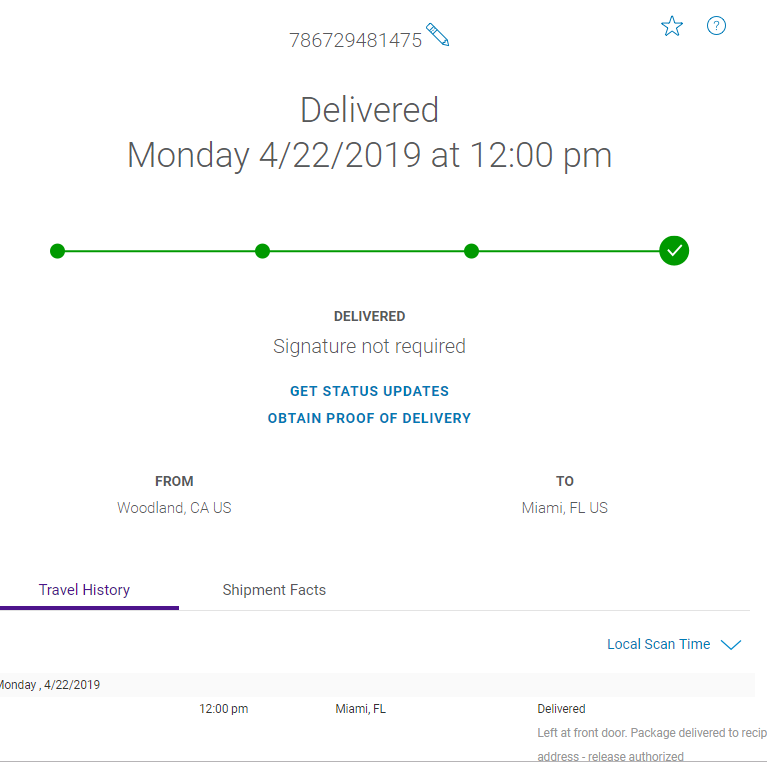 786729481475
Delivered
Monday 4/22/2019 at 12:00 pm
DELIVERED
Signature not required
GET STATUS UPDATES
OBTAIN PROOF OF DELIVERY
FROM TO
Woodland, CA US Miami, FL US
Travel History Shipment Facts
Local Scan Time
Monday , 4/22/2019
12:00 pm Miami, FL Delivered
Left at front door. Package delivered to recip
address - release authorized